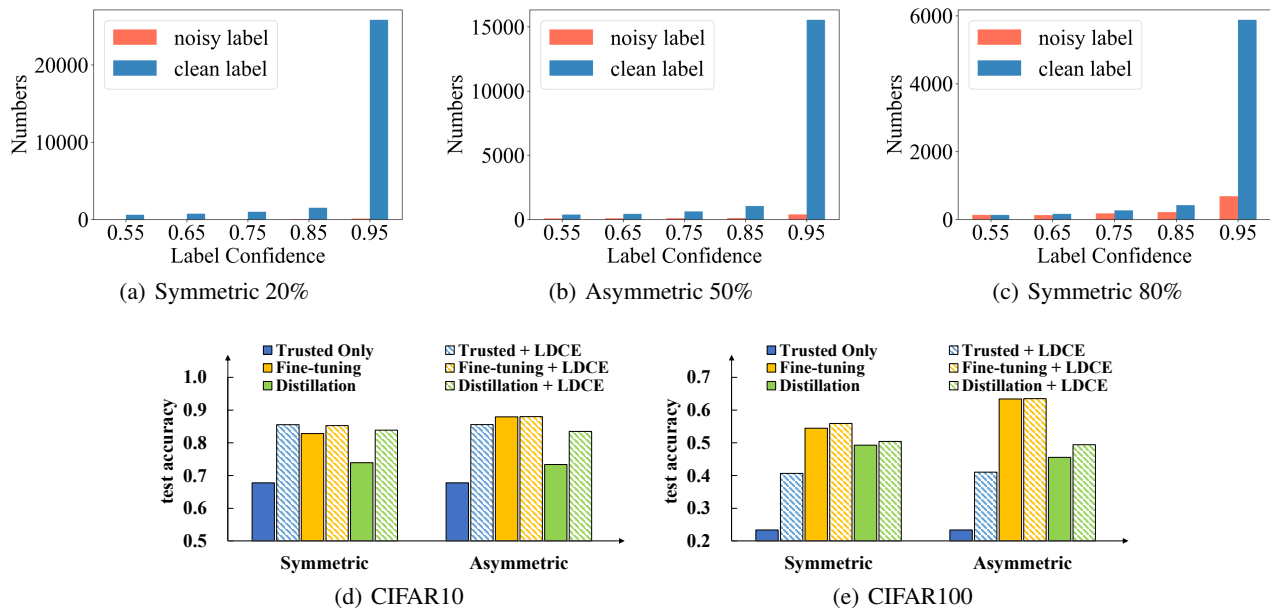 noisy label
clean label
20000
10000
0
Numbers
0.55 0.65 0.75 0.85 0.95
Label Confidence
(a) Symmetric 20%
noisy label
clean label
15000
10000
5000
0
Numbers
0.55 0.65 0.75 0.85 0.95
Label Confidence
(b) Asymmetric 50%
noisy label
clean label
6000
4000
2000
0
Numbers
0.55 0.65 0.75 0.85 0.95
Label Confidence
(c) Symmetric 80%
Trusted Only
Fine-tuning
Distillation
Trusted + LDCE
Fine-tuning + LDCE
Distillation + LDCE
1.0
0.9
0.8
0.7
0.6
0.5
test accuracy
Symmetric Asymmetric
(d) CIFAR10
Trusted Only
Fine-tuning
Distillation
Trusted + LDCE
Fine-tuning + LDCE
Distillation + LDCE
0.7
0.6
0.5
0.4
0.3
0.2
test accuracy
Symmetric Asymmetric
(e) CIFAR100